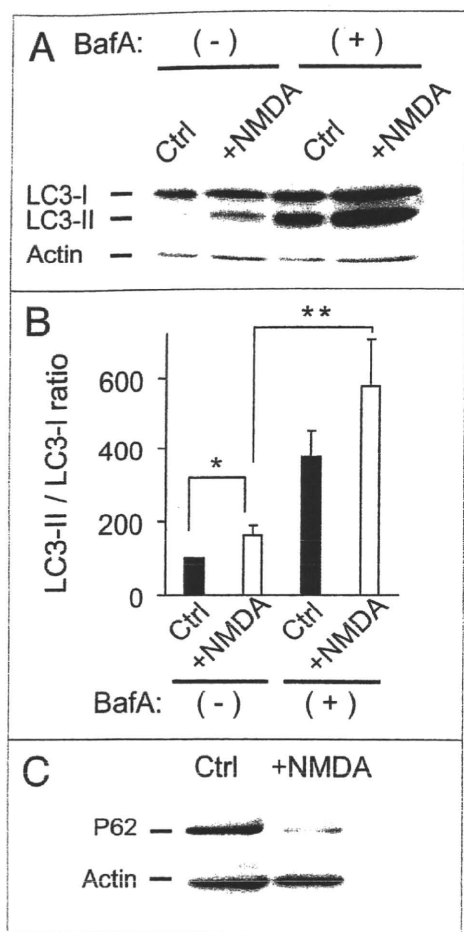 A BafA: (-) (+)
Ctrl +NMDA Ctrl +NMDA
LC3-I
LC3-II
Actin
B
LC3-II / LC3-I ratio
* **
600
400
200
0
Ctrl +NMDA Ctrl +NMDA
BafA: (-) (+)
C Ctrl +NMDA
P62
Actin